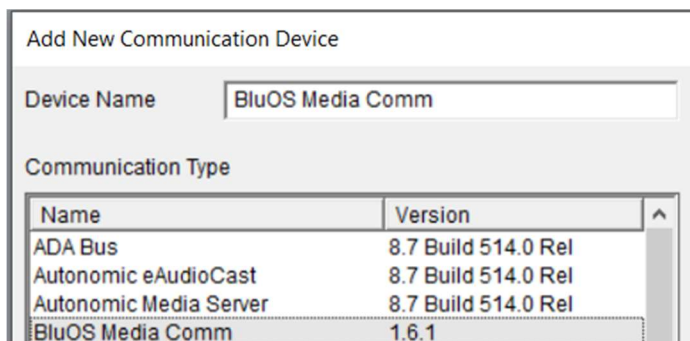 Add New Communication Device
Device Name BluOS Media Comm
Communication Type
Name Version
ADA Bus 8.7 Build 514.0 Rel
Autonomic eAudioCast 8.7 Build 514.0 Rel
Autonomic Media Server 8.7 Build 514.0 Rel
BluOS Media Comm 1.6.1